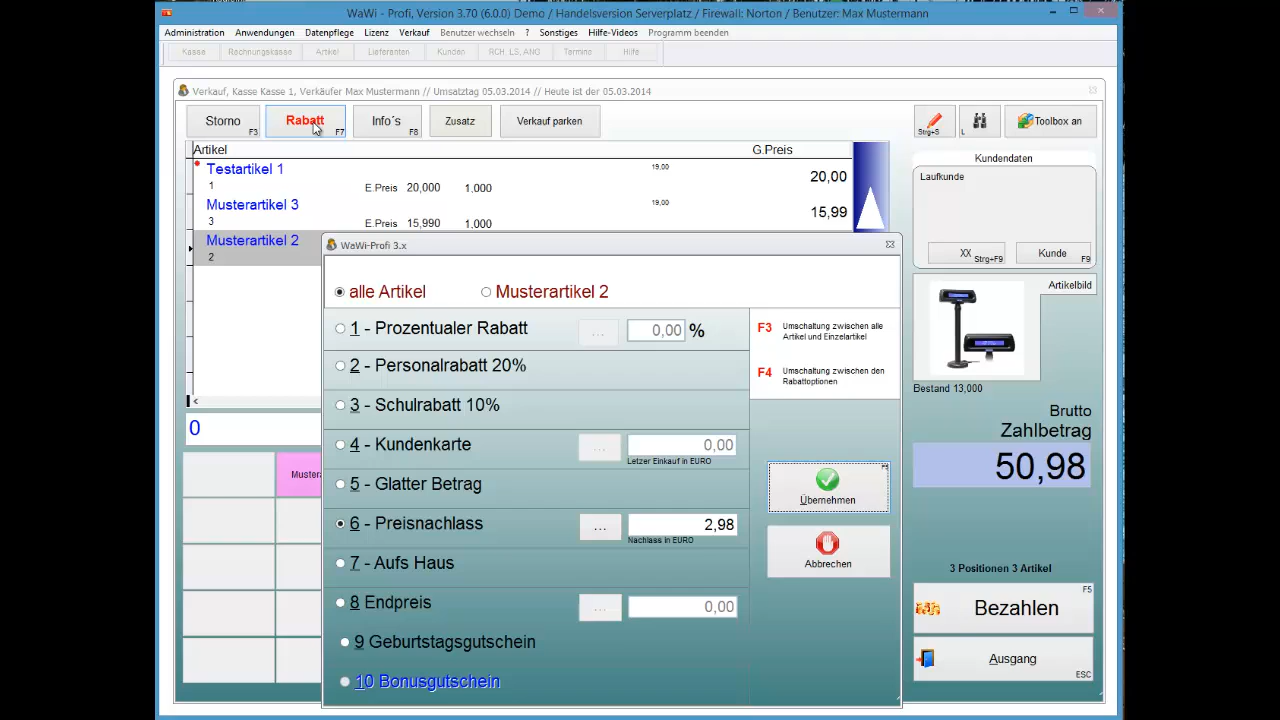 WaWi - Profi, Version 3.70 (6.0.0) Demo / Handelsversion Serverplatz / Firewall: Norton / Benutzer: Max Mustermann
Administration Anwendungen Datenpflege Lizenz Verkauf Benutzer wechseln ? Sonstiges Hilfe-Videos Programm beenden
Kasse Rechnungskasse Artikel Lieferanten Kunden RCH, LS, ANG Termine Hilfe
Verkauf, Kasse Kasse 1, Verkäufer Max Mustermann // Umsatztag 05.03.2014 // Heute ist der 05.03.2014
Storno F3 Rabatt F7 Info´s F8 Zusatz Verkauf parken Strg+S L Toolbox an
Artikel G.Preis
Testartikel 1 19,00 20,00
1 E.Preis 20,000 1,000
Musterartikel 3 19,00 15,99
3 E.Preis 15,990 1,000
Musterartikel 2
2
<
0
Muster
WaWi-Profi 3.x
alle Artikel Musterartikel 2
1 - Prozentualer Rabatt ... 0,00 %
2 - Personalrabatt 20%
3 - Schulrabatt 10%
4 - Kundenkarte ... 0,00
Letzer Einkauf in EURO
5 - Glatter Betrag
6 - Preisnachlass ... 2,98
Nachlass in EURO
7 - Aufs Haus
8 Endpreis ... 0,00
9 Geburtstagsgutschein
10 Bonusgutschein
F3 Umschaltung zwischen alle
Artikel und Einzelartikel
F4 Umschaltung zwischen den
Rabattoptionen
Übernehmen
Abbrechen
Kundendaten
Laufkunde
XX Strg+F9 Kunde F9
Artikelbild
Bestand 13,000
Brutto
Zahlbetrag
50,98
3 Positionen 3 Artikel
Bezahlen F5
Ausgang ESC